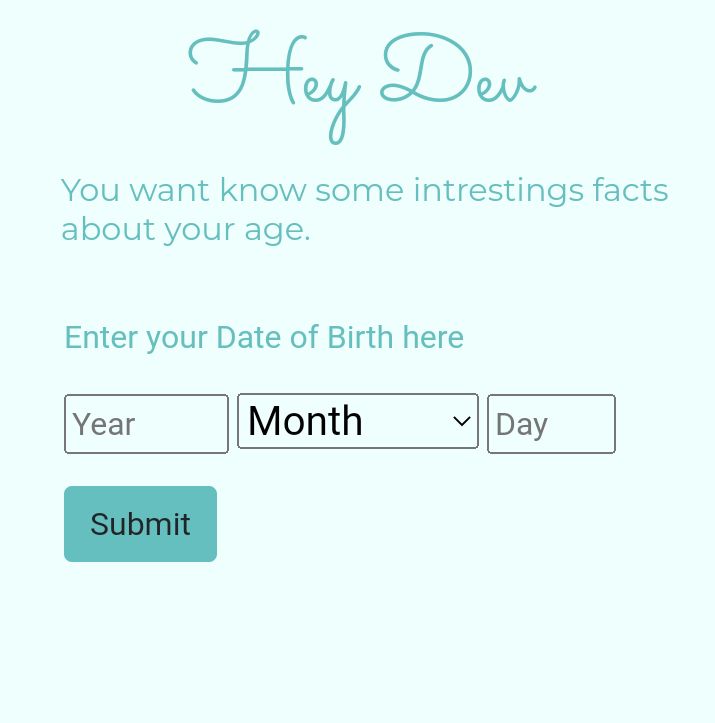 Hey Dev
You want know some intrestings facts
about your age.
Enter your Date of Birth here
Year Month Day
Submit